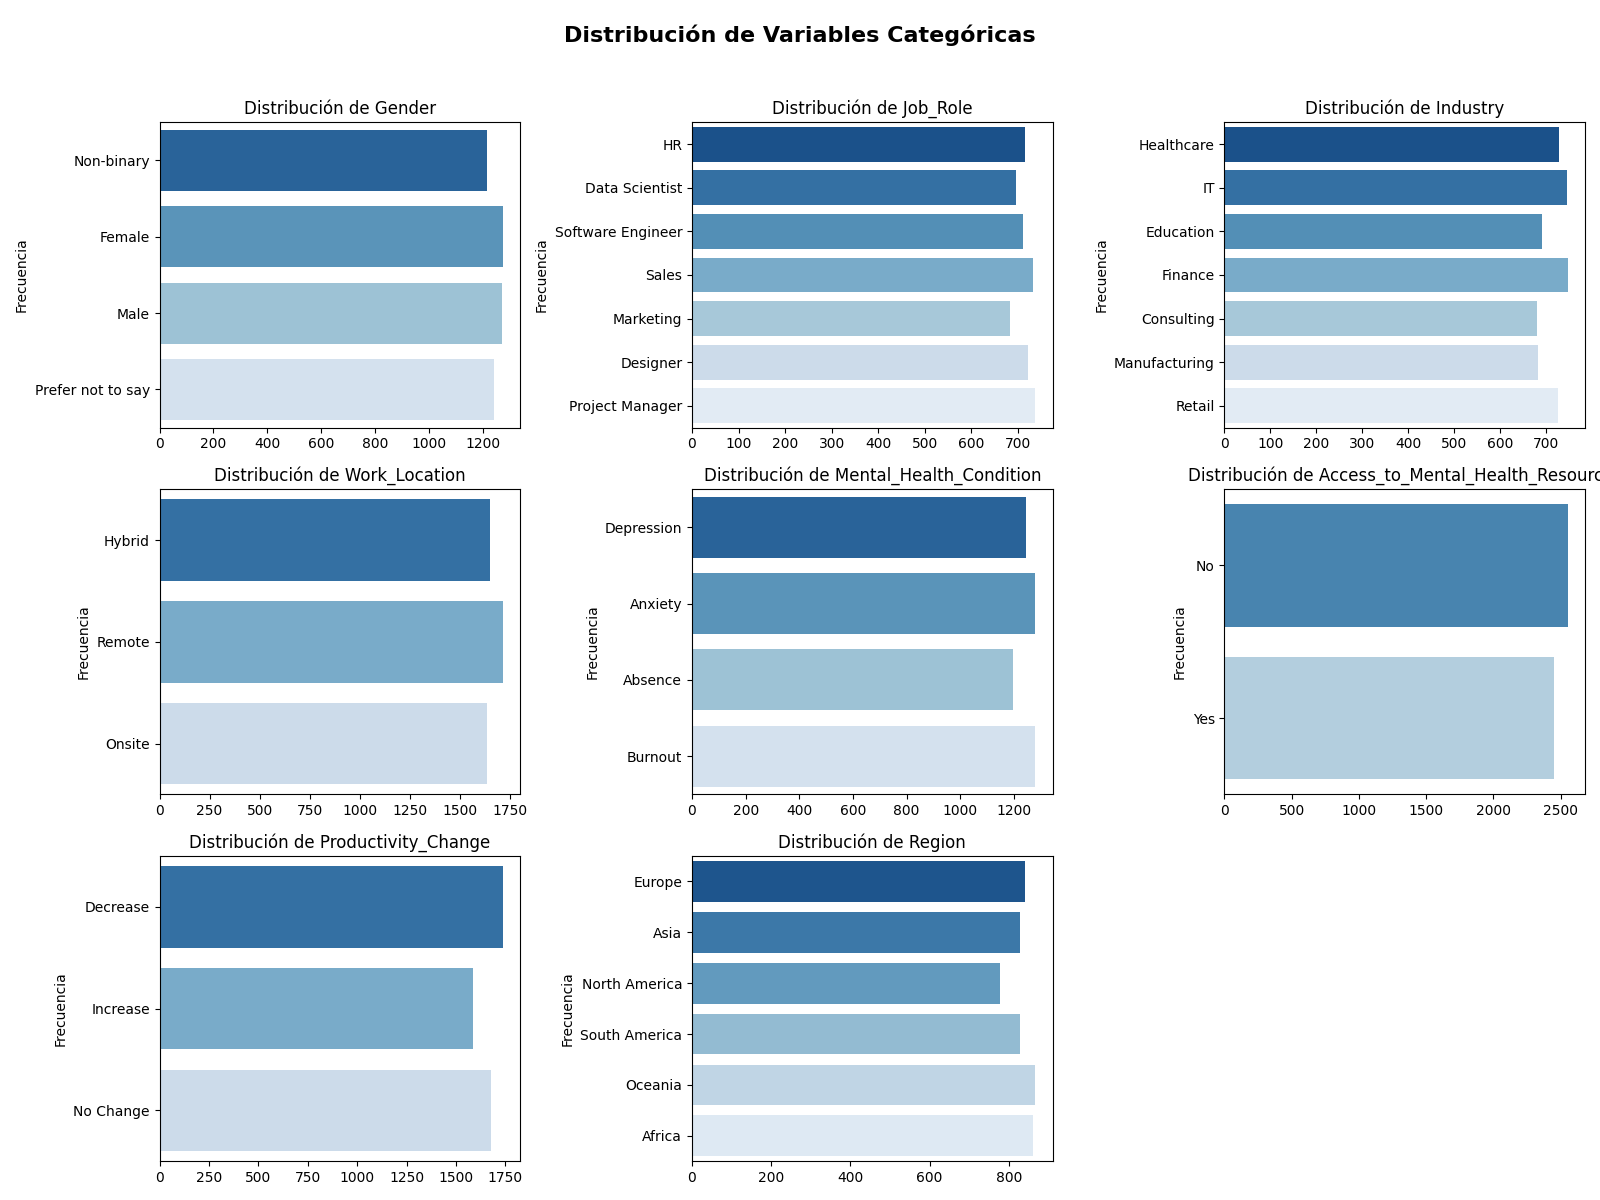 Distribución de Variables Categóricas
Distribución de Gender
Frecuencia
Non-binary
Female
Male
Prefer not to say
0 200 400 600 800 1000 1200
Distribución de Job_Role
Frecuencia
HR
Data Scientist
Software Engineer
Sales
Marketing
Designer
Project Manager
0 100 200 300 400 500 600 700
Distribución de Industry
Frecuencia
Healthcare
IT
Education
Finance
Consulting
Manufacturing
Retail
0 100 200 300 400 500 600 700
Distribución de Work_Location
Frecuencia
Hybrid
Remote
Onsite
0 250 500 750 1000 1250 1500 1750
Distribución de Mental_Health_Condition
Frecuencia
Depression
Anxiety
Absence
Burnout
0 200 400 600 800 1000 1200
Distribución de Access_to_Mental_Health_Resourc
Frecuencia
No
Yes
0 500 1000 1500 2000 2500
Distribución de Productivity_Change
Frecuencia
Decrease
Increase
No Change
0 250 500 750 1000 1250 1500 1750
Distribución de Region
Frecuencia
Europe
Asia
North America
South America
Oceania
Africa
0 200 400 600 800